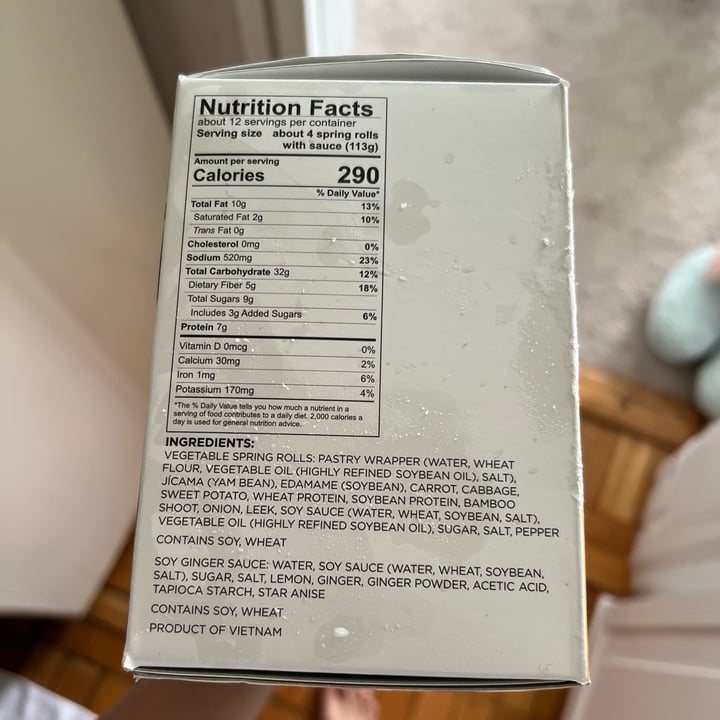 Nutrition Facts
about 12 servings per container
Serving size about 4 spring rolls
with sauce (113g)
Amount per serving
Calories 290
% Daily Value*
Total Fat 10g 13%
Saturated Fat 2g 10%
Trans Fat 0g
Cholesterol 0mg 0%
Sodium 520mg 23%
Total Carbohydrate 32g 12%
Dietary Fiber 5g 18%
Total Sugars 9g
Includes 3g Added Sugars 6%
Protein 7g
Vitamin D 0mcg 0%
Calcium 30mg 2%
Iron 1mg 6%
Potassium 170mg 4%
*The % Daily Value tells you how much a nutrient in a
serving of food contributes to a daily diet. 2,000 calories a
day is used for general nutrition advice.
INGREDIENTS:
VEGETABLE SPRING ROLLS: PASTRY WRAPPER (WATER, WHEAT
FLOUR, VEGETABLE OIL (HIGHLY REFINED SOYBEAN OIL), SALT),
JÍCAMA (YAM BEAN), EDAMAME (SOYBEAN), CARROT, CABBAGE,
SWEET POTATO, WHEAT PROTEIN, SOYBEAN PROTEIN, BAMBOO
SHOOT, ONION, LEEK, SOY SAUCE (WATER, WHEAT, SOYBEAN, SALT),
VEGETABLE OIL (HIGHLY REFINED SOYBEAN OIL), SUGAR, SALT, PEPPER
CONTAINS SOY, WHEAT
SOY GINGER SAUCE: WATER, SOY SAUCE (WATER, WHEAT, SOYBEAN,
SALT), SUGAR, SALT, LEMON, GINGER, GINGER POWDER, ACETIC ACID,
TAPIOCA STARCH, STAR ANISE
CONTAINS SOY, WHEAT
PRODUCT OF VIETNAM